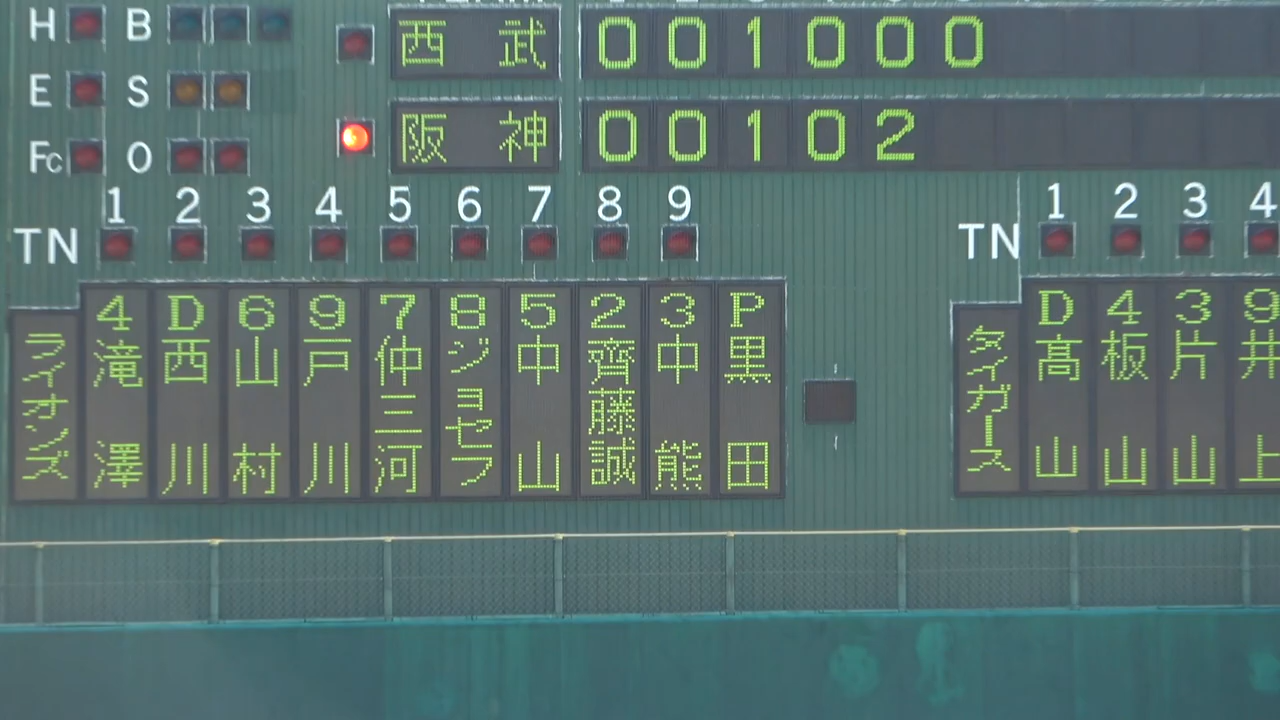 H B 西武 0 0 1 0 0 0
E S
Fc O 阪神 0 0 1 0 2
1 2 3 4 5 6 7 8 9
TN
ライオンズ
4 滝澤
D 西川
6 山村
9 戸川
7 仲三河
8 ジョセフ
5 中山
2 齊藤誠
3 中熊
P 黒田
1 2 3 4
TN
タイガース
D 髙山
4 板山
3 片山
9 井上